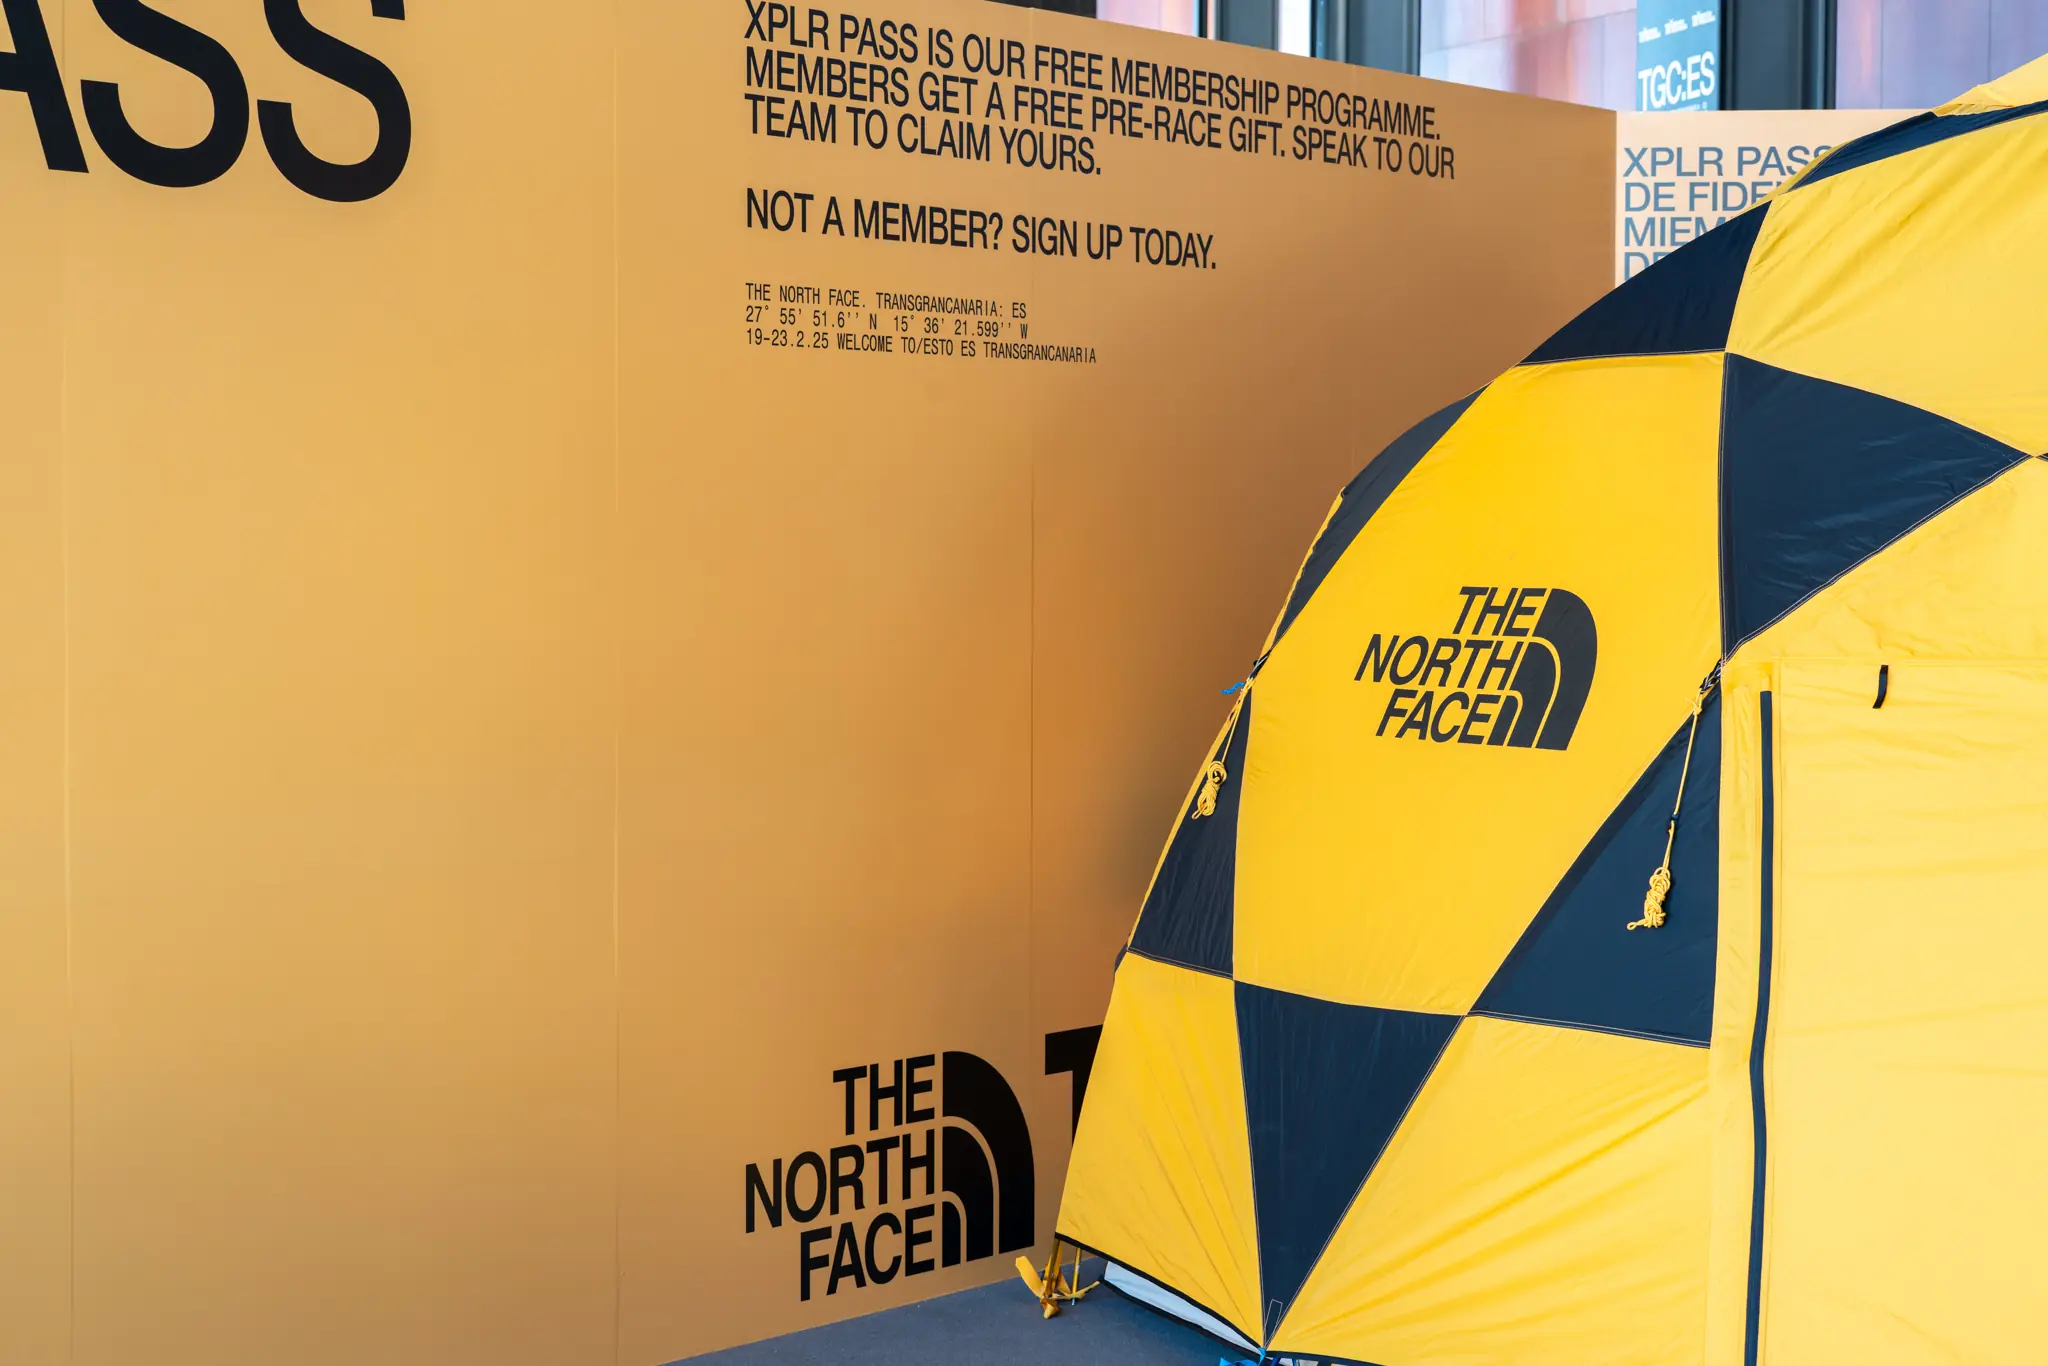 ASS
XPLR PASS IS OUR FREE MEMBERSHIP PROGRAMME.
MEMBERS GET A FREE PRE-RACE GIFT. SPEAK TO OUR
TEAM TO CLAIM YOURS.
NOT A MEMBER? SIGN UP TODAY.
THE NORTH FACE. TRANSGRANCANARIA: ES
27° 55' 51.6'' N 15° 36' 21.599'' W
19-23.2.25 WELCOME TO/ESTO ES TRANSGRANCANARIA
TGC:ES
XPLR PASS
DE FIDE
MIEM
DE
THE
NORTH
FACE
THE
NORTH
FACE